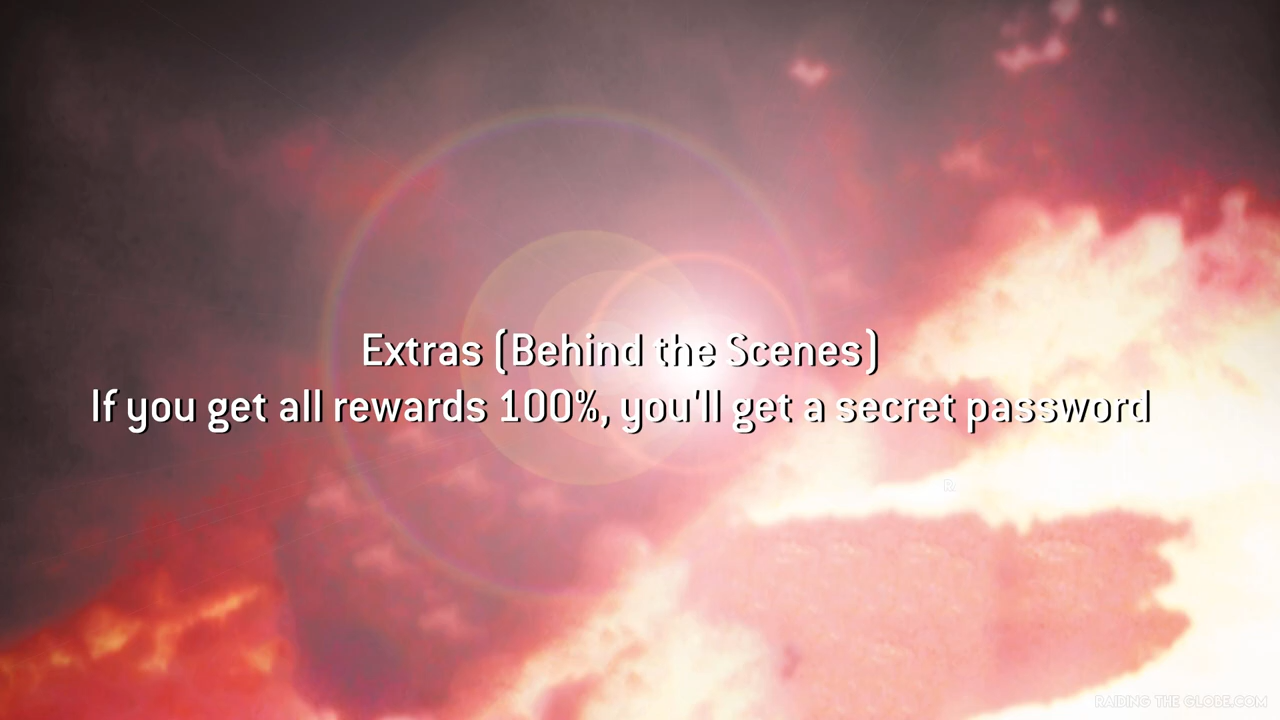 Extras (Behind the Scenes)
If you get all rewards 100%, you'll get a secret password
RAIDING THE GLOBE.COM